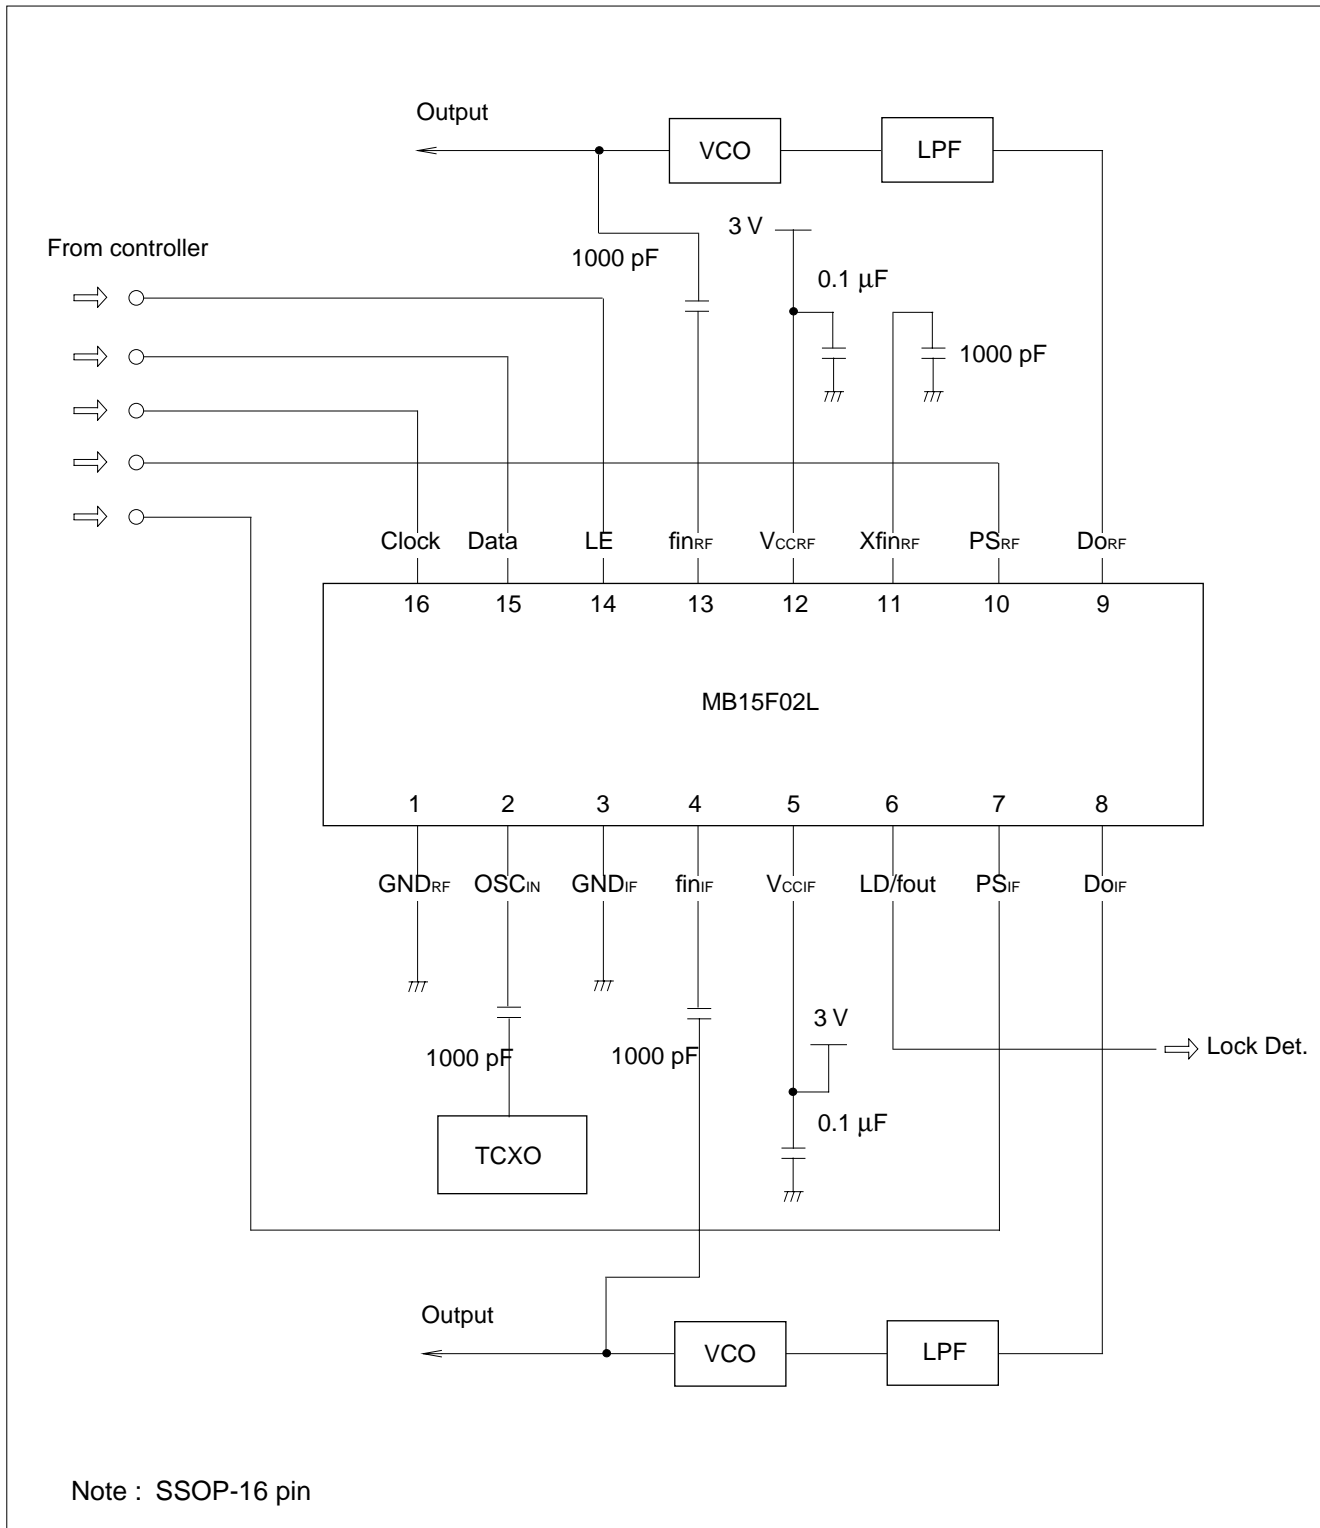 Output
VCO
LPF
3 V
From controller
1000 pF
0.1 μF
1000 pF
Clock Data LE finRF VCCRF XfinRF PSRF DoRF
16 15 14 13 12 11 10 9
MB15F02L
1 2 3 4 5 6 7 8
GNDRF OSCIN GNDIF finIF VCCIF LD/fout PSIF DoIF
3 V
1000 pF
1000 pF
Lock Det.
0.1 μF
TCXO
Output
VCO
LPF
Note : SSOP-16 pin